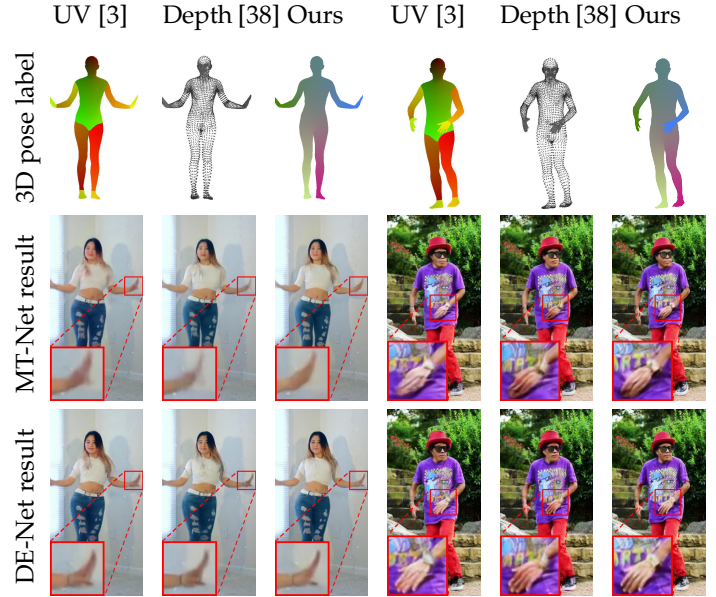 UV [3] Depth [38] Ours UV [3] Depth [38] Ours
3D pose label
MT-Net result
DE-Net result